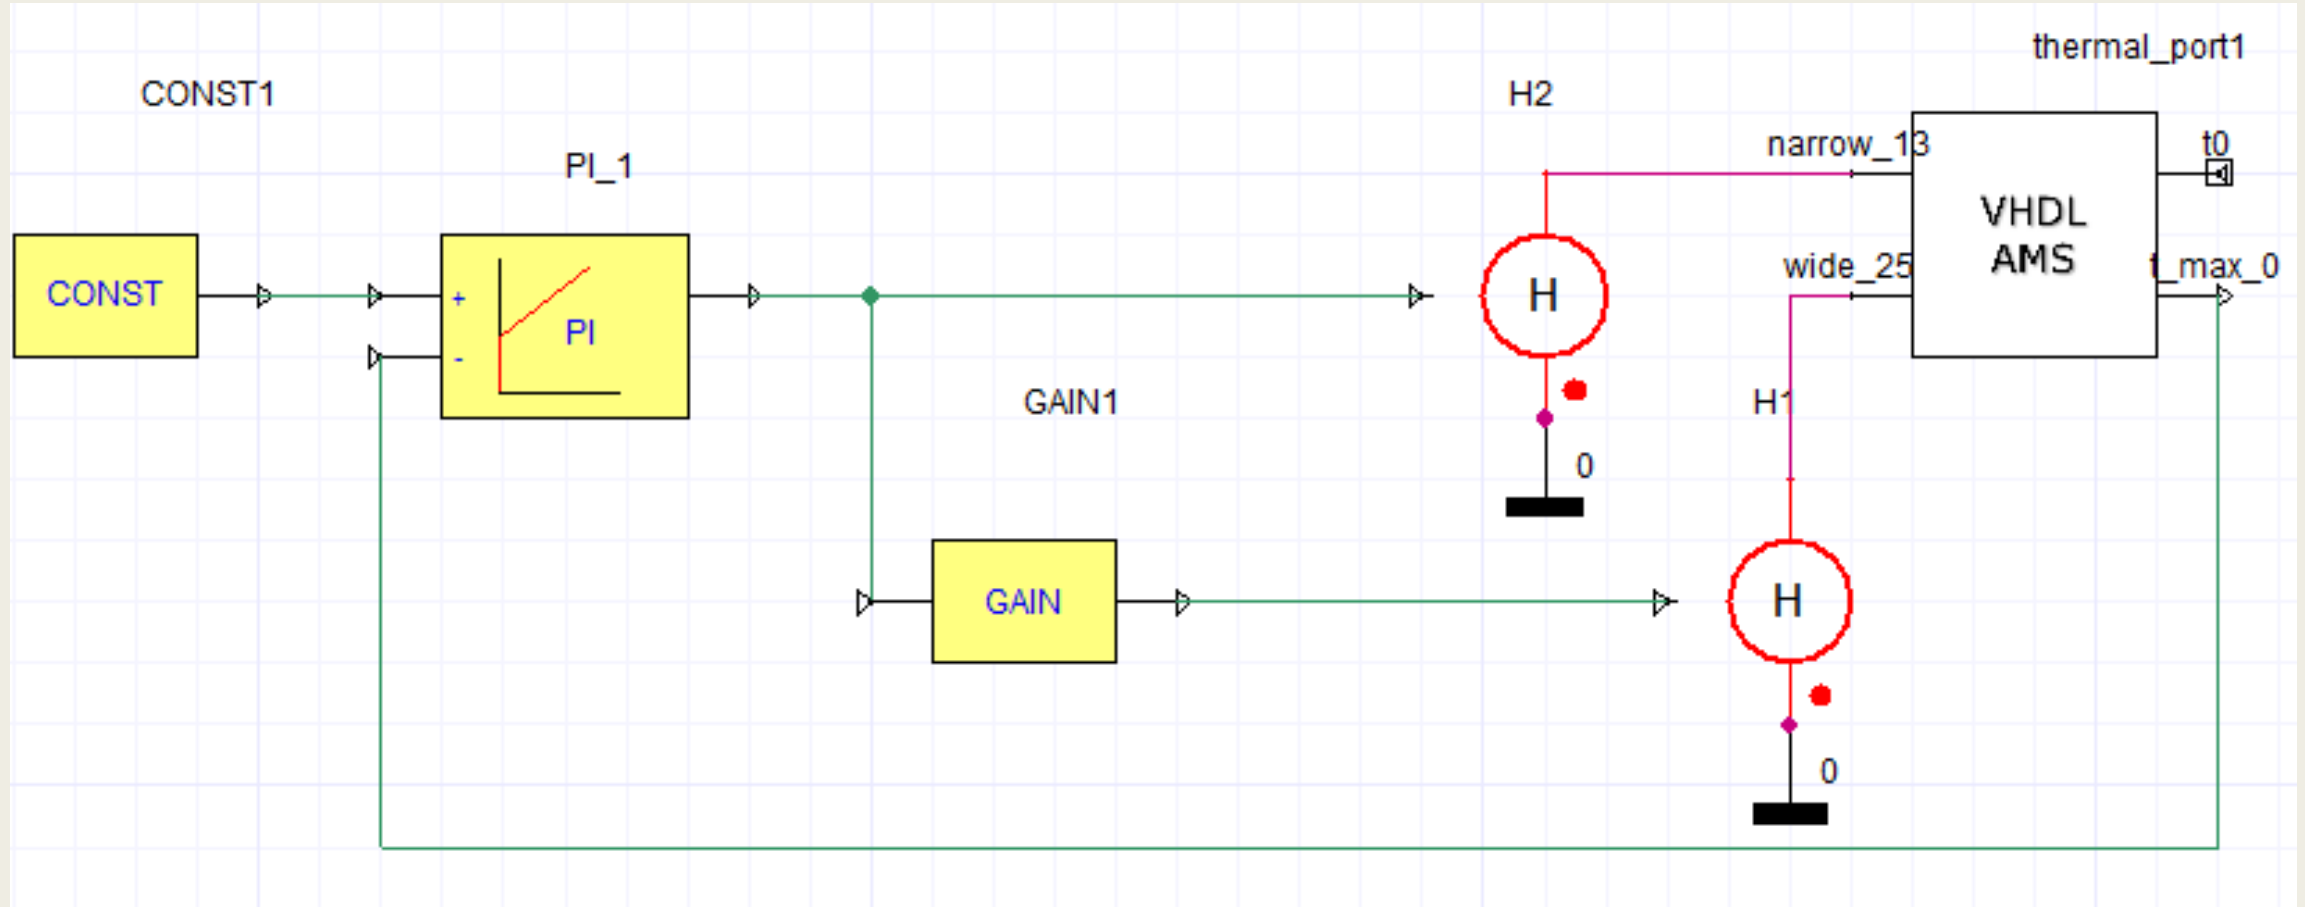 thermal_port1
CONST1
H2
narrow_13
t0
PI_1
VHDL
AMS
wide_25
t_max_0
CONST
+
PI
-
H
GAIN1
H1
0
GAIN
H
0